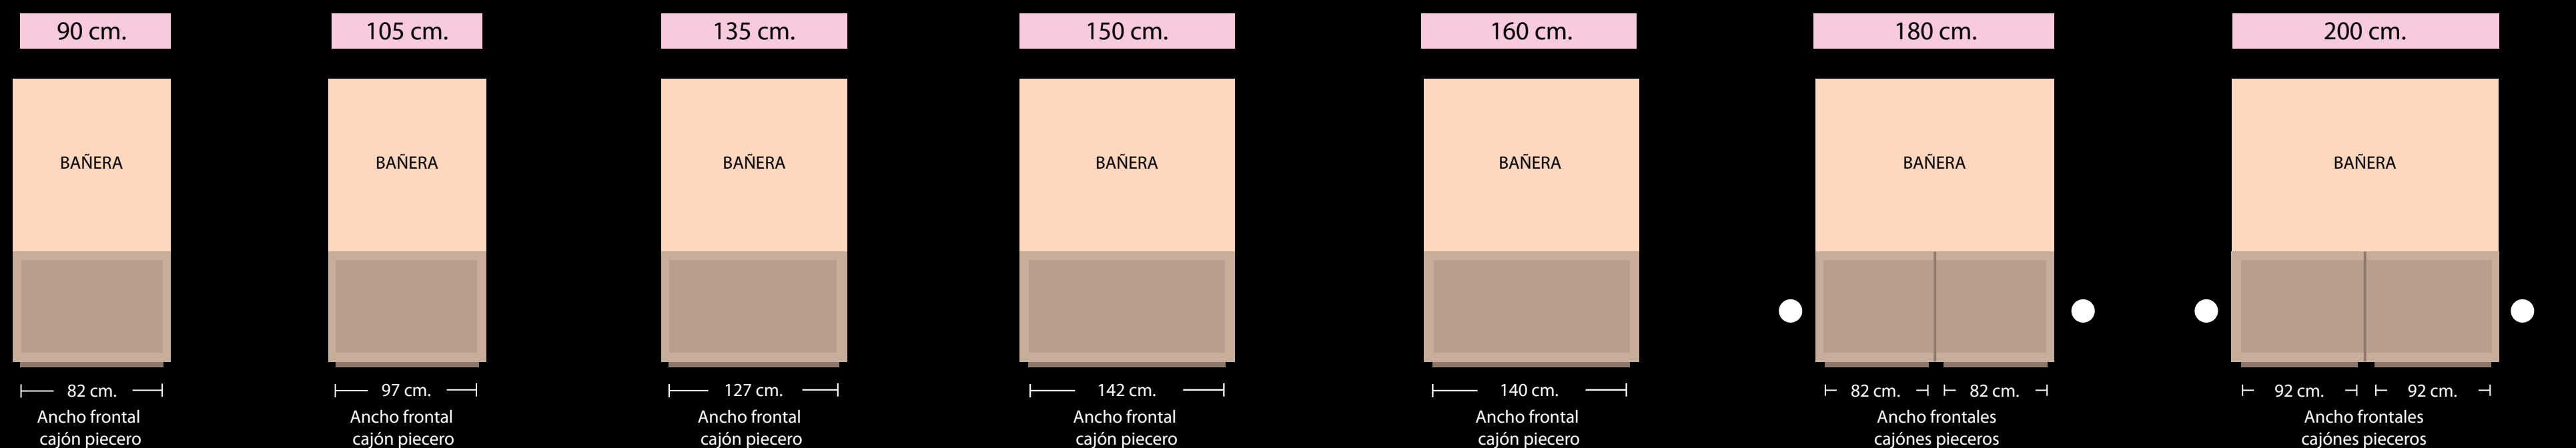 90 cm.
105 cm.
135 cm.
150 cm.
160 cm.
180 cm.
200 cm.
BAÑERA
BAÑERA
BAÑERA
BAÑERA
BAÑERA
BAÑERA
BAÑERA
82 cm.
97 cm.
127 cm.
142 cm.
140 cm.
82 cm.
82 cm.
92 cm.
92 cm.
Ancho frontal
cajón piecero
Ancho frontal
cajón piecero
Ancho frontal
cajón piecero
Ancho frontal
cajón piecero
Ancho frontal
cajón piecero
Ancho frontales
cajónes pieceros
Ancho frontales
cajónes pieceros